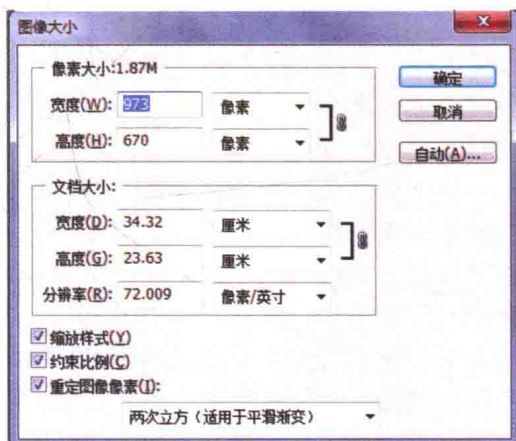 图像大小
像素大小:1.87M
宽度(W): 973 像素
高度(H): 670 像素
文档大小:
宽度(D): 34.32 厘米
高度(G): 23.63 厘米
分辨率(R): 72.009 像素/英寸
缩放样式(Y)
约束比例(C)
重定图像像素(I):
两次立方（适用于平滑渐变）
确定
取消
自动(A)...